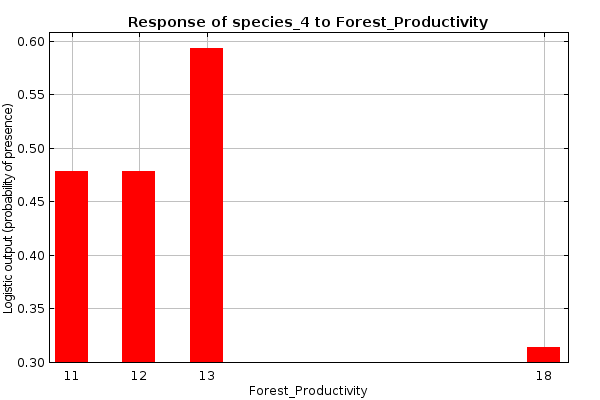 Response of species_4 to Forest_Productivity
Logistic output (probability of presence)
0.60
0.55
0.50
0.45
0.40
0.35
0.30
11 12 13 18
Forest_Productivity